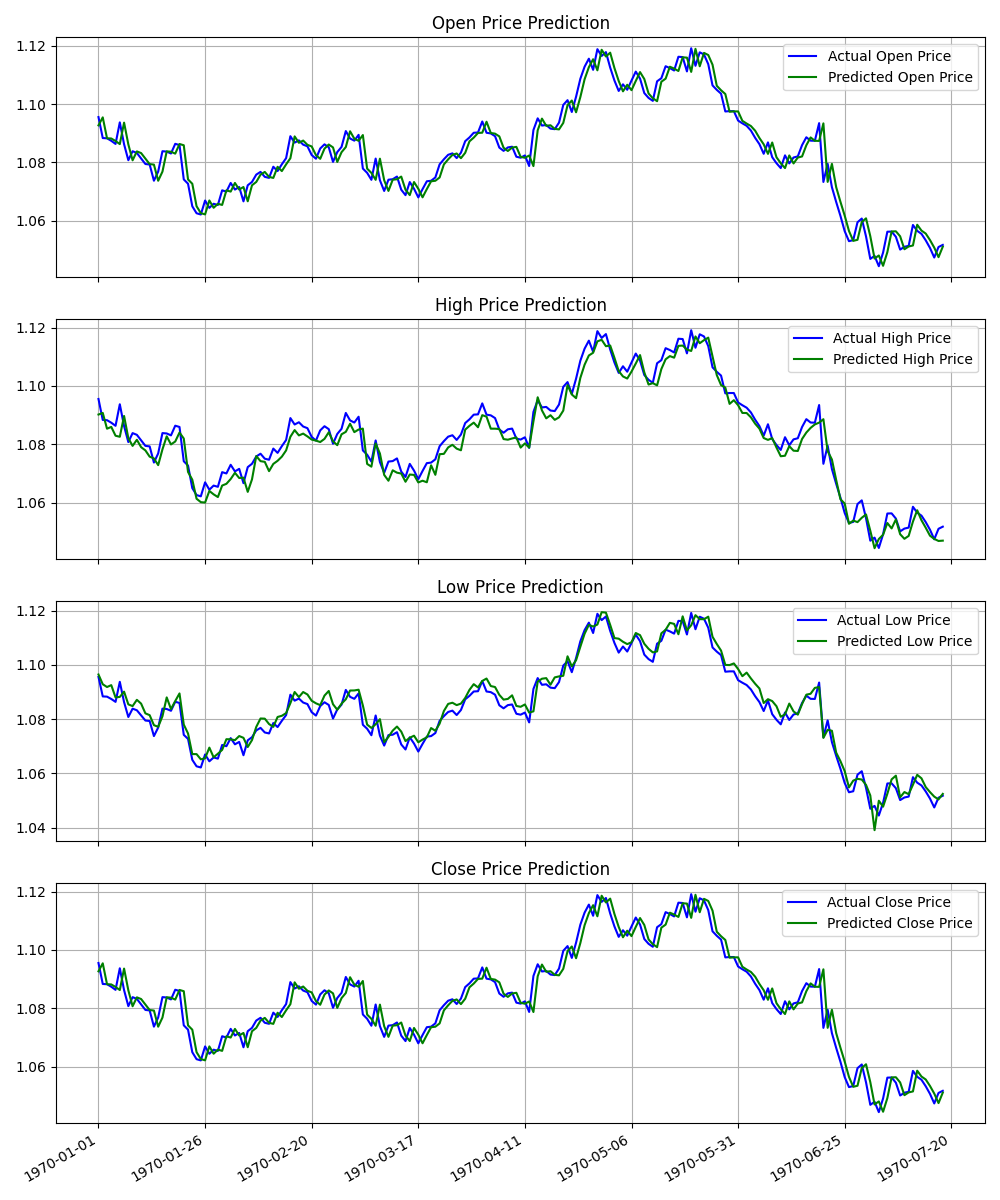 Open Price Prediction
1.12
1.10
1.08
1.06
Actual Open Price
Predicted Open Price
High Price Prediction
1.12
1.10
1.08
1.06
Actual High Price
Predicted High Price
Low Price Prediction
1.12
1.10
1.08
1.06
1.04
Actual Low Price
Predicted Low Price
Close Price Prediction
1.12
1.10
1.08
1.06
Actual Close Price
Predicted Close Price
1970-01-01
1970-01-26
1970-02-20
1970-03-17
1970-04-11
1970-05-06
1970-05-31
1970-06-25
1970-07-20